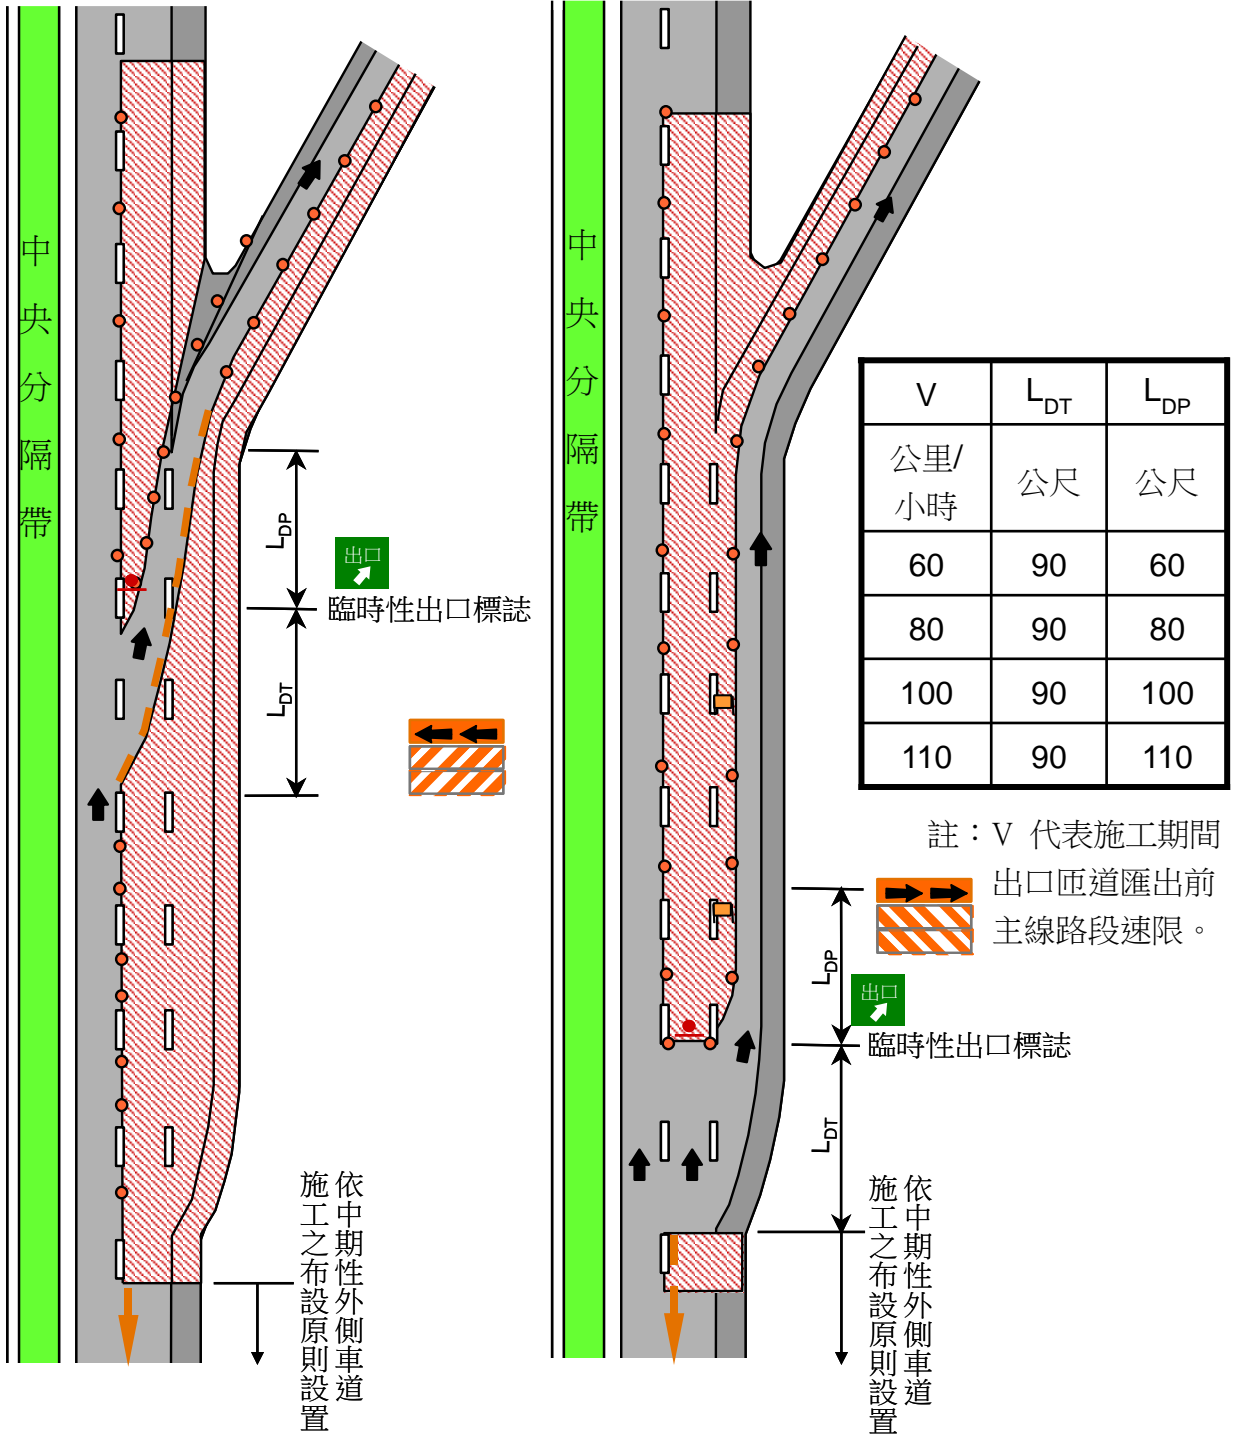 中央分隔帶
L_DP
出口
臨時性出口標誌
L_DT
依中期性外側車道
施工之布設原則設置
中央分隔帶
L_DP
出口
臨時性出口標誌
L_DT
依中期性外側車道
施工之布設原則設置
V L_DT L_DP
公里/ 公尺 公尺
小時
60 90 60
80 90 80
100 90 100
110 90 110
註：V 代表施工期間
出口匝道匯出前
主線路段速限。